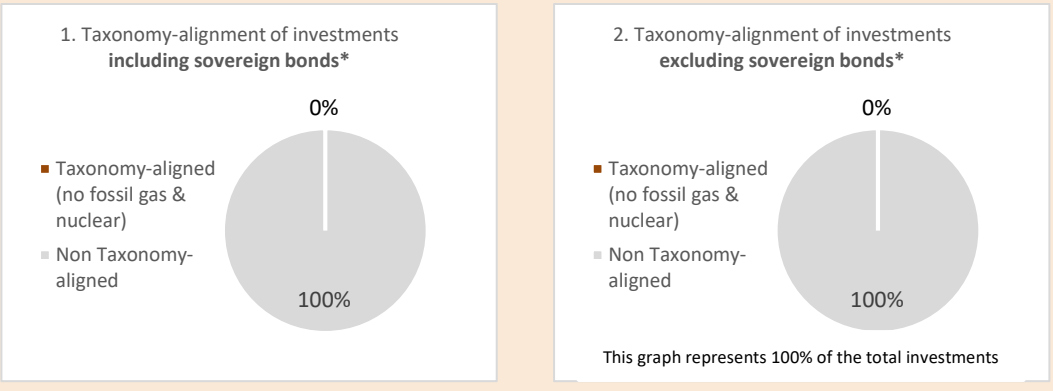 1. Taxonomy-alignment of investments
including sovereign bonds*
0%
Taxonomy-aligned
(no fossil gas &
nuclear)
Non Taxonomy-
aligned
100%
2. Taxonomy-alignment of investments
excluding sovereign bonds*
0%
Taxonomy-aligned
(no fossil gas &
nuclear)
Non Taxonomy-
aligned
100%
This graph represents 100% of the total investments